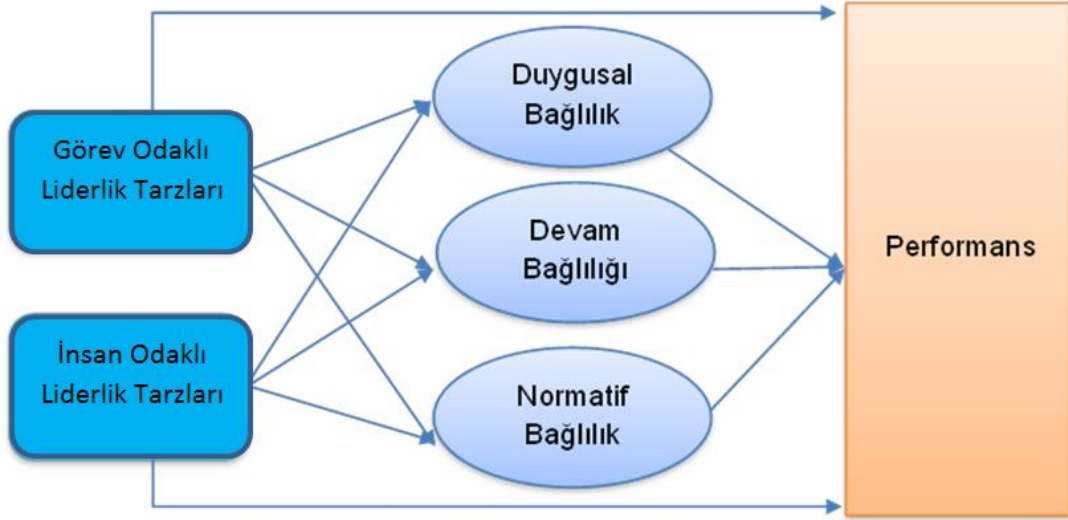 Görev Odaklı
Liderlik Tarzları
İnsan Odaklı
Liderlik Tarzları
Duygusal
Bağlılık
Devam
Bağlılığı
Normatif
Bağlılık
Performans